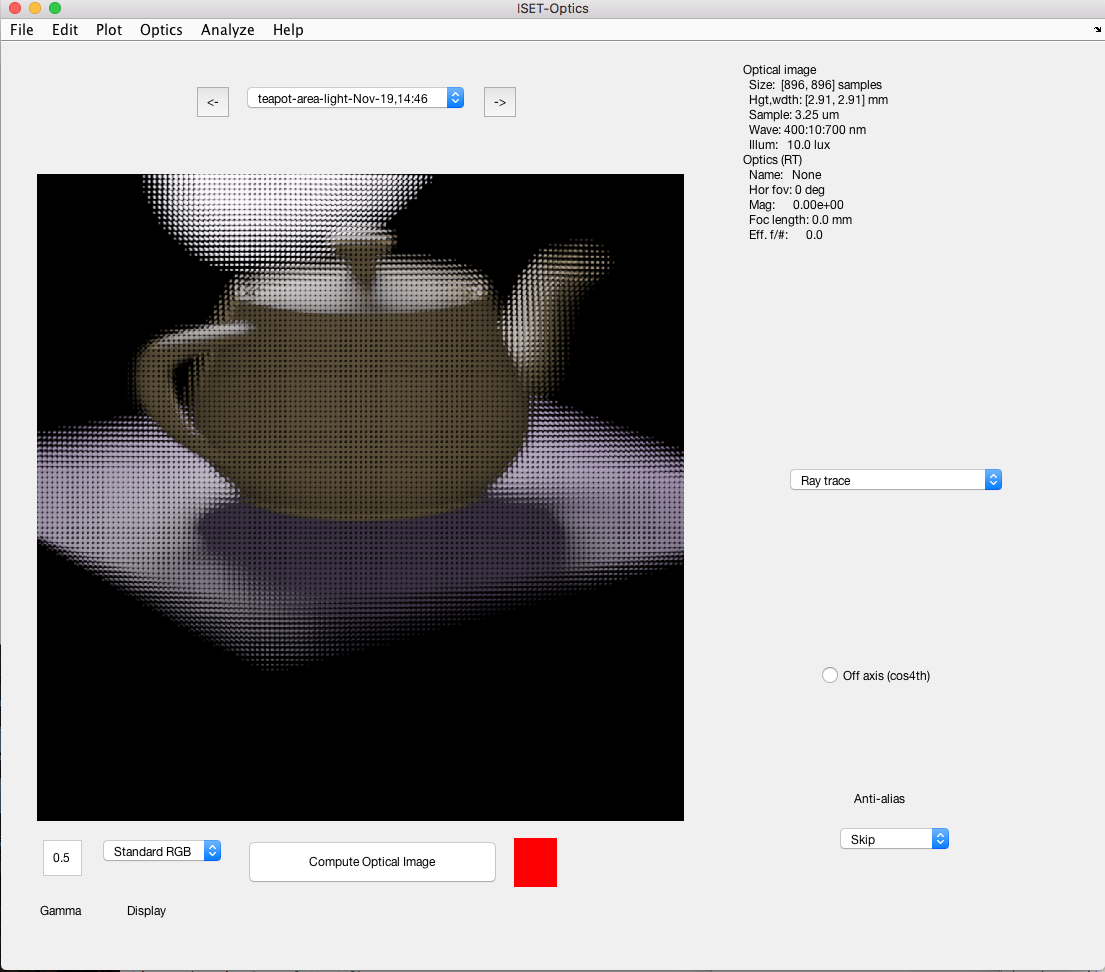 ISET-Optics
File Edit Plot Optics Analyze Help
<-
teapot-area-light-Nov-19,14:46
->
Optical image
Size: [896, 896] samples
Hgt,wdth: [2.91, 2.91] mm
Sample: 3.25 um
Wave: 400:10:700 nm
Illum: 10.0 lux
Optics (RT)
Name: None
Hor fov: 0 deg
Mag: 0.00e+00
Foc length: 0.0 mm
Eff. f/#: 0.0
Ray trace
Off axis (cos4th)
Anti-alias
Skip
0.5
Standard RGB
Compute Optical Image
Gamma
Display